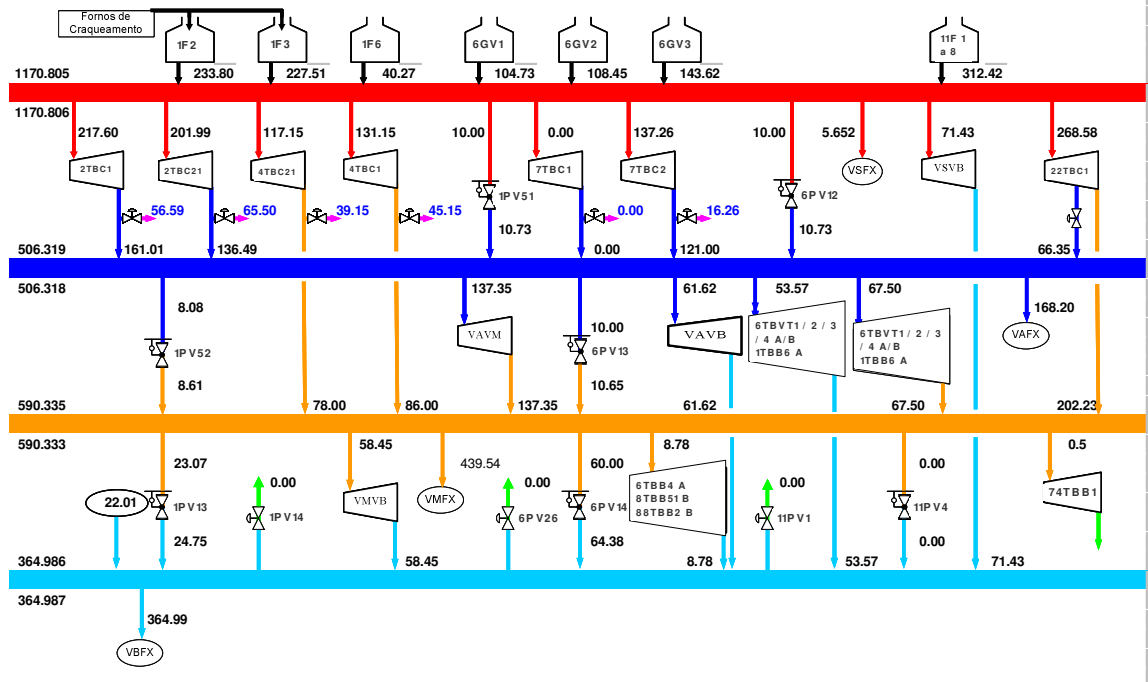 Fornos de
Craqueamento
1F2
1F3
1F6
6GV1
6GV2
6GV3
11F 1
a 8
1170.805
233.80
227.51
40.27
104.73
108.45
143.62
312.42
1170.806
217.60
201.99
117.15
131.15
10.00
0.00
137.26
10.00
5.652
71.43
268.58
2TBC1
2TBC21
4TBC21
4TBC1
1PV51
7TBC1
7TBC2
6PV12
VSFX
VSVB
22TBC1
56.59
65.50
39.15
45.15
10.73
0.00
16.26
10.73
506.319
161.01
136.49
0.00
121.00
66.35
506.318
8.08
137.35
10.00
61.62
53.57
67.50
168.20
1PV52
VAVM
6PV13
VAVB
6TBVT1 / 2 / 3
/ 4 A/B
1TBB6 A
6TBVT1 / 2 / 3
/ 4 A/B
1TBB6 A
VAFX
8.61
10.65
590.335
78.00
86.00
137.35
61.62
67.50
202.23
590.333
23.07
58.45
439.54
60.00
8.78
0.00
0.5
22.01
1PV13
0.00
1PV14
VMVB
VMFX
0.00
6PV26
6PV14
6TBB4 A
8TBB51 B
88TBB2 B
0.00
11PV1
11PV4
74TBB1
24.75
64.38
0.00
364.986
58.45
8.78
53.57
71.43
364.987
364.99
VBFX